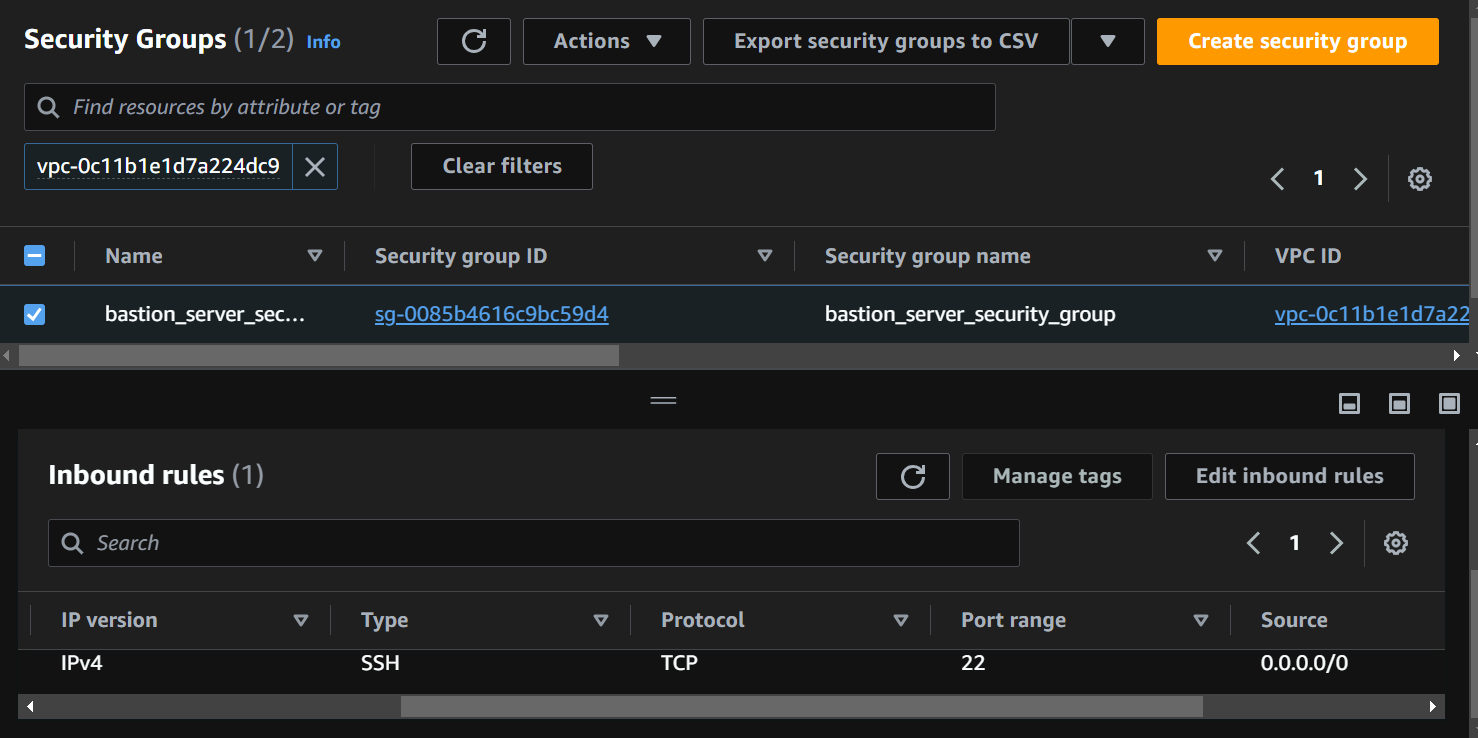 Security Groups (1/2) Info Actions Export security groups to CSV Create security group
Find resources by attribute or tag
vpc-0c11b1e1d7a224dc9 Clear filters 1
Name Security group ID Security group name VPC ID
bastion_server_sec... sg-0085b4616c9bc59d4 bastion_server_security_group vpc-0c11b1e1d7a22
Inbound rules (1) Manage tags Edit inbound rules
Search 1
IP version Type Protocol Port range Source
IPv4 SSH TCP 22 0.0.0.0/0